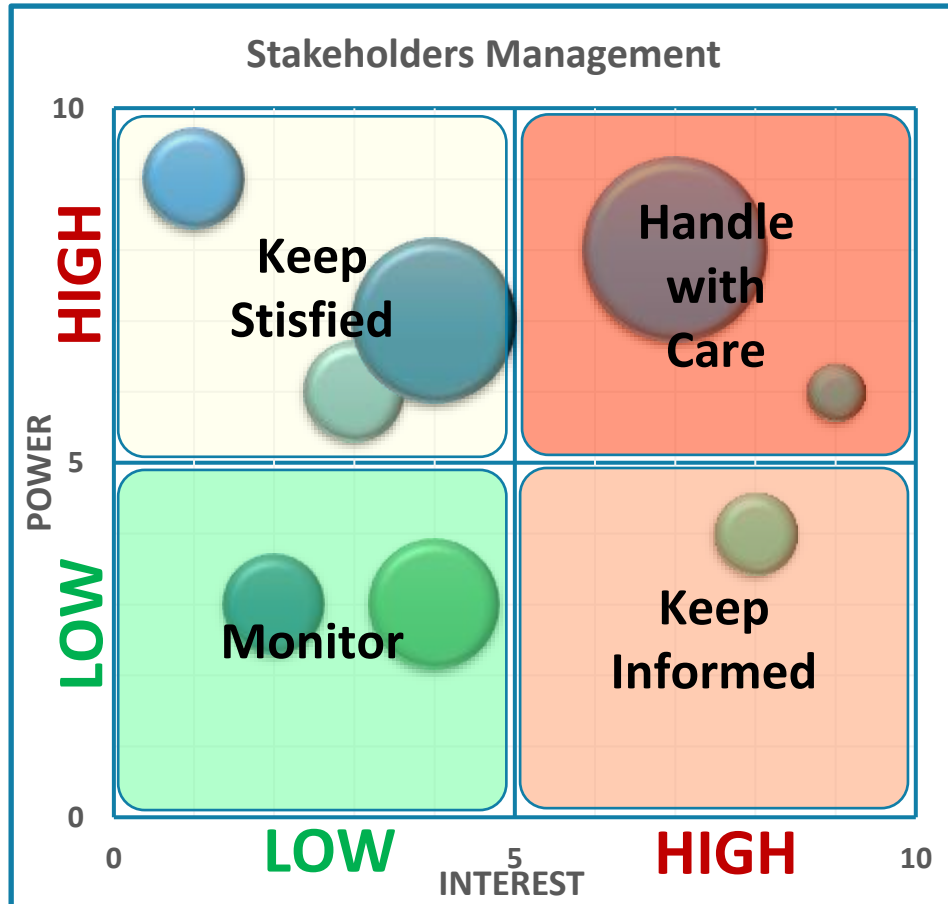 Stakeholders Management
10
HIGH
Keep
Stisfied
Handle
with
Care
POWER
5
LOW
Monitor
Keep
Informed
0
0
LOW
5
HIGH
10
INTEREST